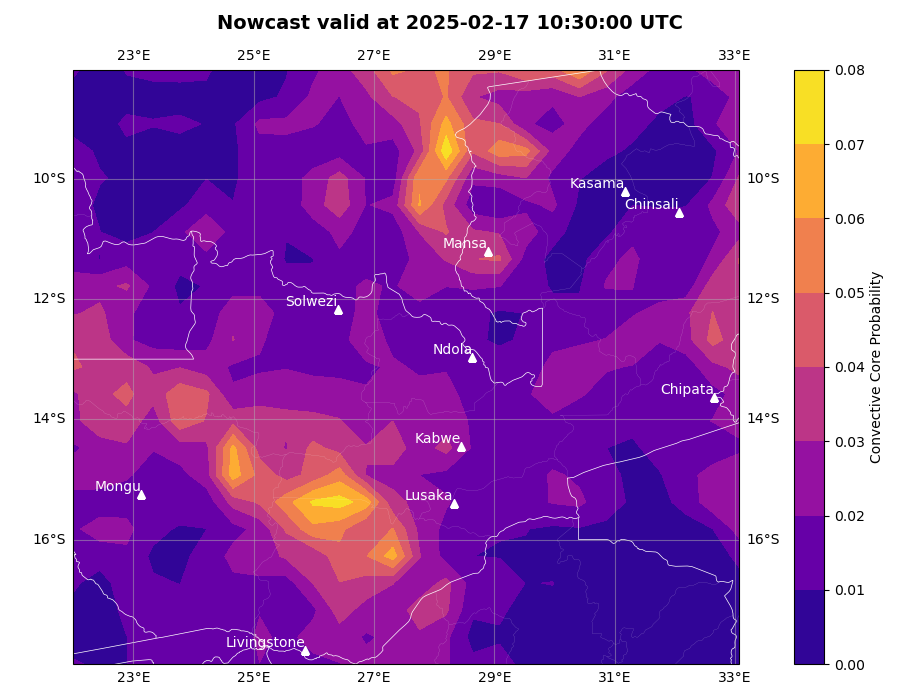 Nowcast valid at 2025-02-17 10:30:00 UTC
23°E 25°E 27°E 29°E 31°E 33°E
0.08
0.07
10°S Kasama 10°S
Chinsali
0.06
Mansa
0.05
12°S Solwezi 12°S
Ndola
0.04
Chipata
Convective Core Probability
14°S 14°S
Kabwe
0.03
Mongu Lusaka
0.02
16°S 16°S
0.01
Livingstone
0.00
23°E 25°E 27°E 29°E 31°E 33°E